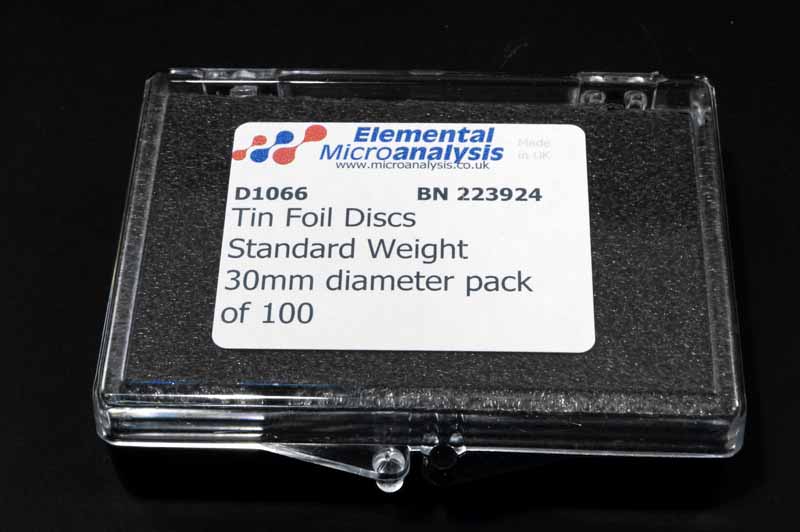 Elemental
Microanalysis
www.microanalysis.co.uk
Made
in UK
D1066 BN 223924
Tin Foil Discs
Standard Weight
30mm diameter pack
of 100